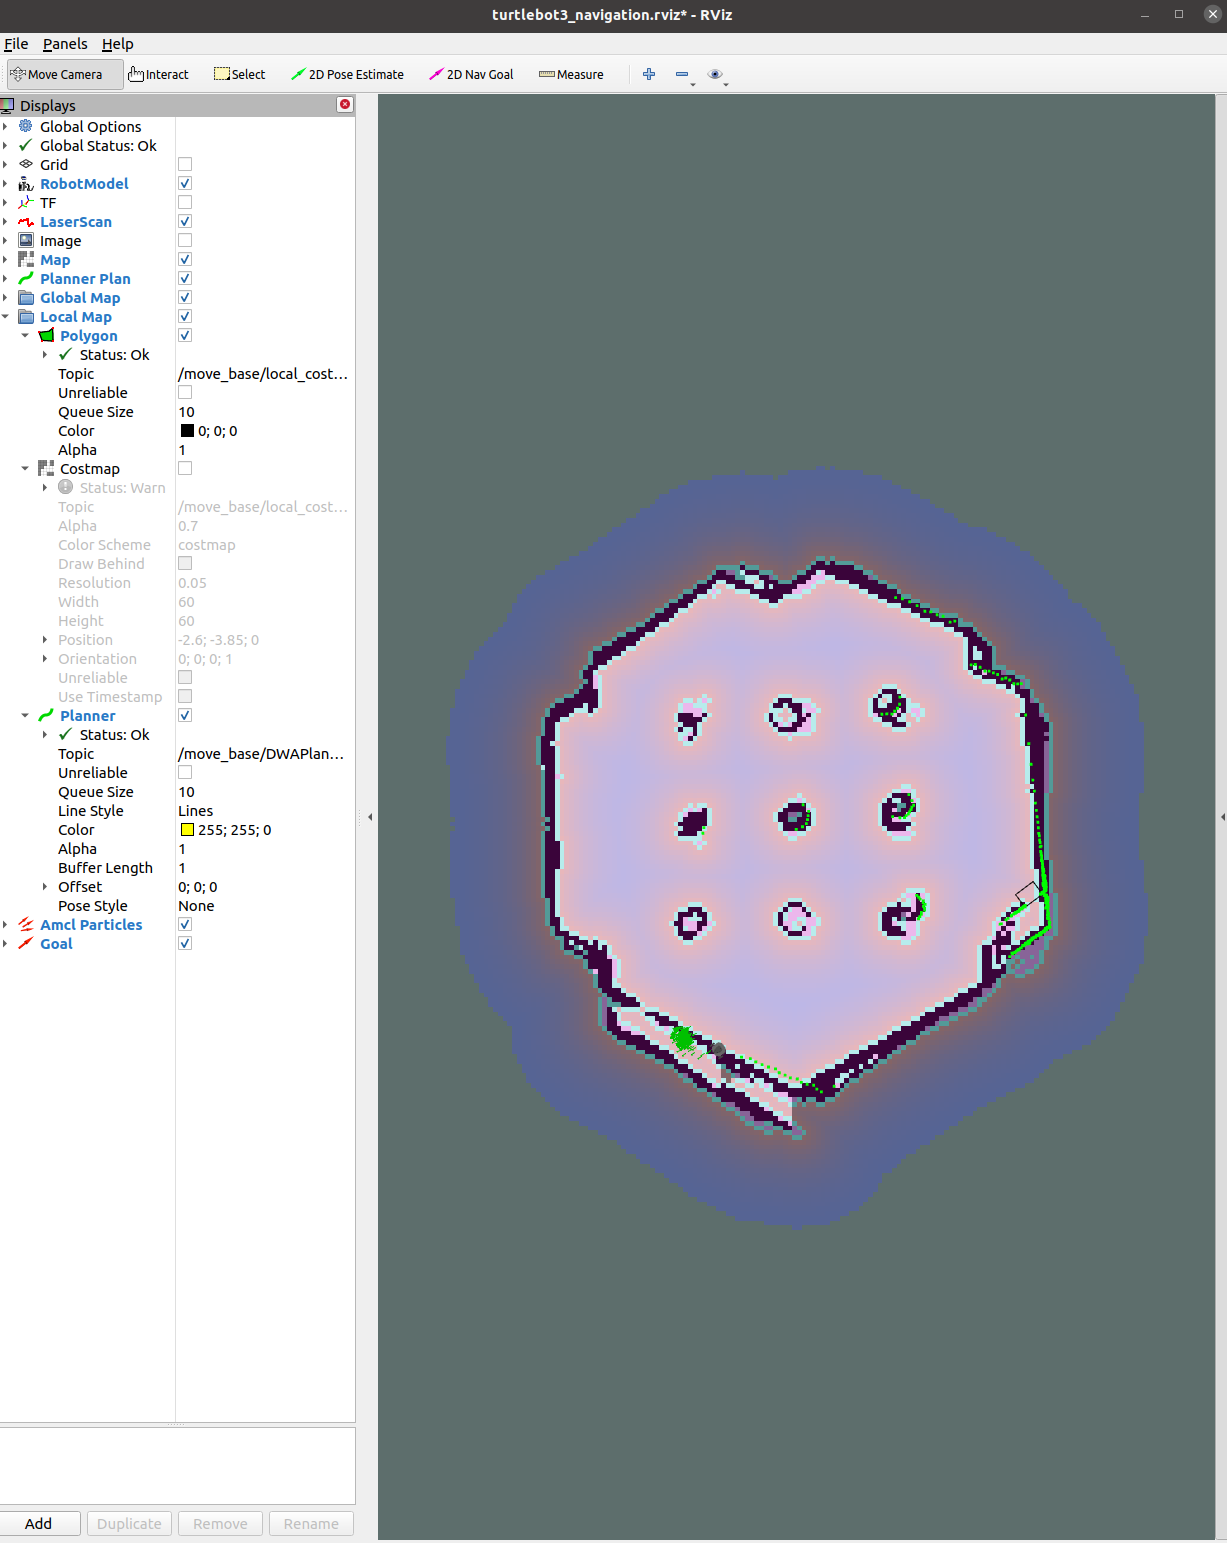 turtlebot3_navigation.rviz* - RViz
File Panels Help
Move Camera Interact Select 2D Pose Estimate 2D Nav Goal Measure
Displays
Global Options
Global Status: Ok
Grid
RobotModel
TF
LaserScan
Image
Map
Planner Plan
Global Map
Local Map
Polygon
Status: Ok
Topic /move_base/local_cost...
Unreliable
Queue Size 10
Color 0; 0; 0
Alpha 1
Costmap
Status: Warn
Topic /move_base/local_cost...
Alpha 0.7
Color Scheme costmap
Draw Behind
Resolution 0.05
Width 60
Height 60
Position -2.6; -3.85; 0
Orientation 0; 0; 0; 1
Unreliable
Use Timestamp
Planner
Status: Ok
Topic /move_base/DWAPlan...
Unreliable
Queue Size 10
Line Style Lines
Color 255; 255; 0
Alpha 1
Buffer Length 1
Offset 0; 0; 0
Pose Style None
Amcl Particles
Goal
Add Duplicate Remove Rename